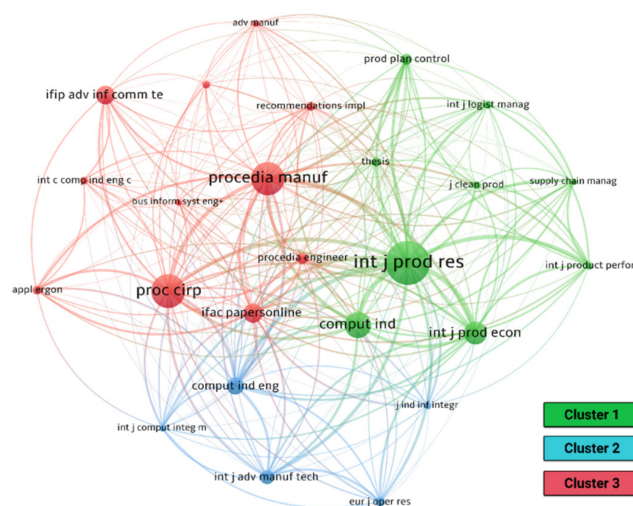 adv manuf
prod plan control
ifip adv inf comm te
recommendations impl
int j logist manag
thesis
procedia manuf
int c comp ind eng c
j clean prod
supply chain manag
bus inform syst eng+
procedia engineer
int j prod res
int j product perfor
appl ergon
proc cirp
ifac papersonline
comput ind
int j prod econ
comput ind eng
j ind inf integr
Cluster 1
int j comput integ m
Cluster 2
int j adv manuf tech
Cluster 3
eur j oper res